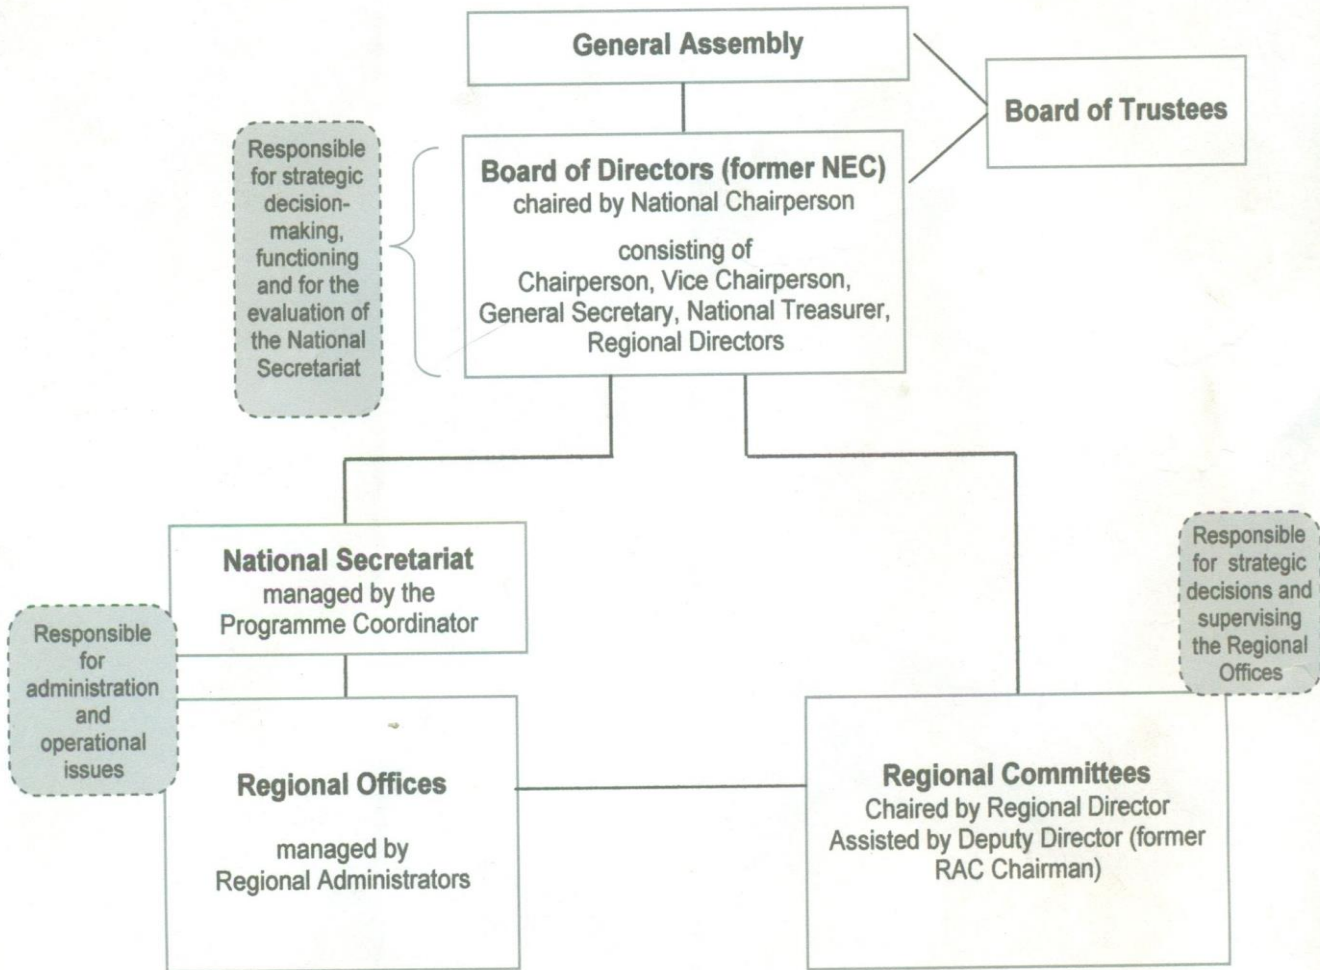 General Assembly
Board of Trustees
Responsible
for strategic
decision-
making,
functioning
and for the
evaluation of
the National
Secretariat
Board of Directors (former NEC)
chaired by National Chairperson
consisting of
Chairperson, Vice Chairperson,
General Secretary, National Treasurer,
Regional Directors
National Secretariat
managed by the
Programme Coordinator
Responsible
for strategic
decisions and
supervising
the Regional
Offices
Responsible
for
administration
and
operational
issues
Regional Offices
managed by
Regional Administrators
Regional Committees
Chaired by Regional Director
Assisted by Deputy Director (former
RAC Chairman)